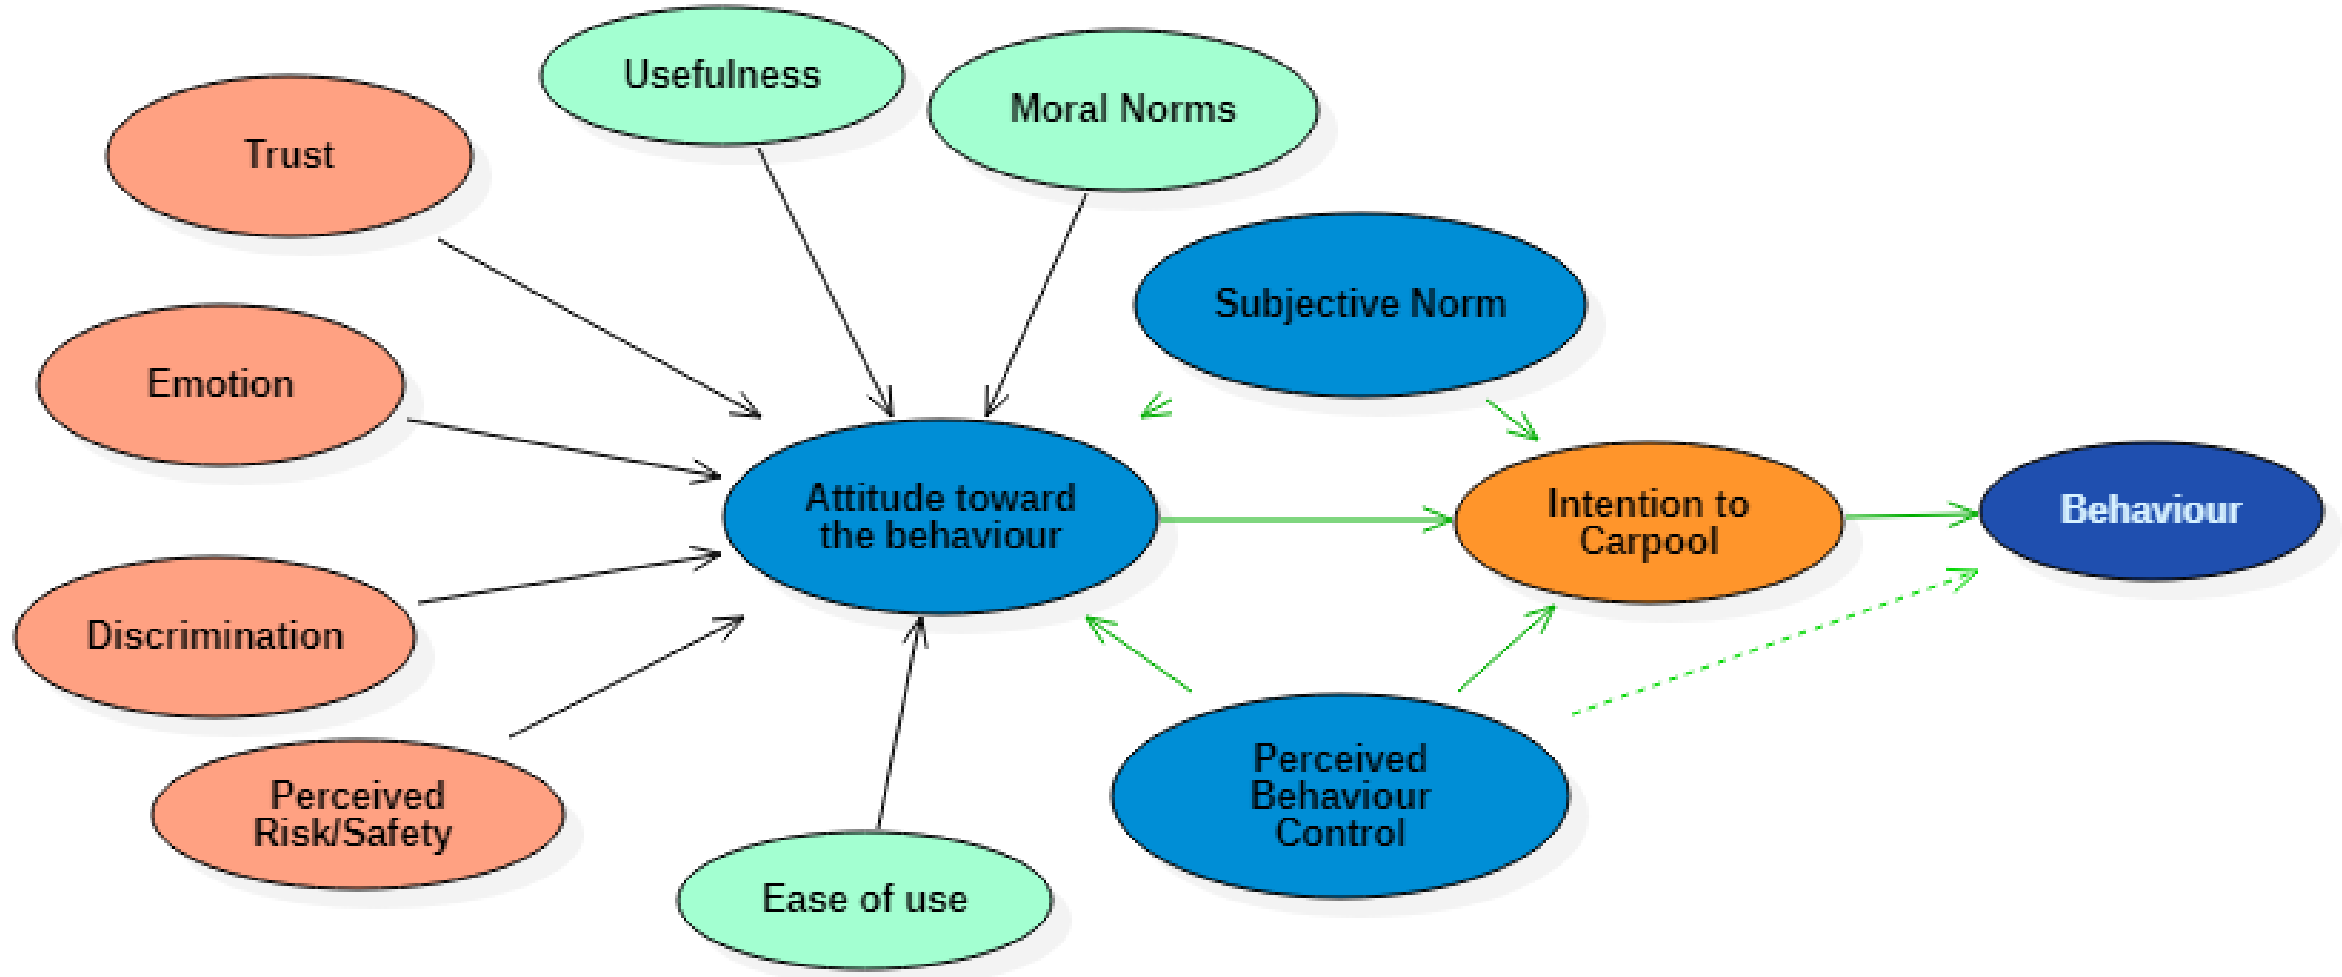 Usefulness
Moral Norms
Trust
Subjective Norm
Emotion
Attitude toward
the behaviour
Intention to
Carpool
Behaviour
Discrimination
Perceived
Behaviour
Control
Perceived
Risk/Safety
Ease of use